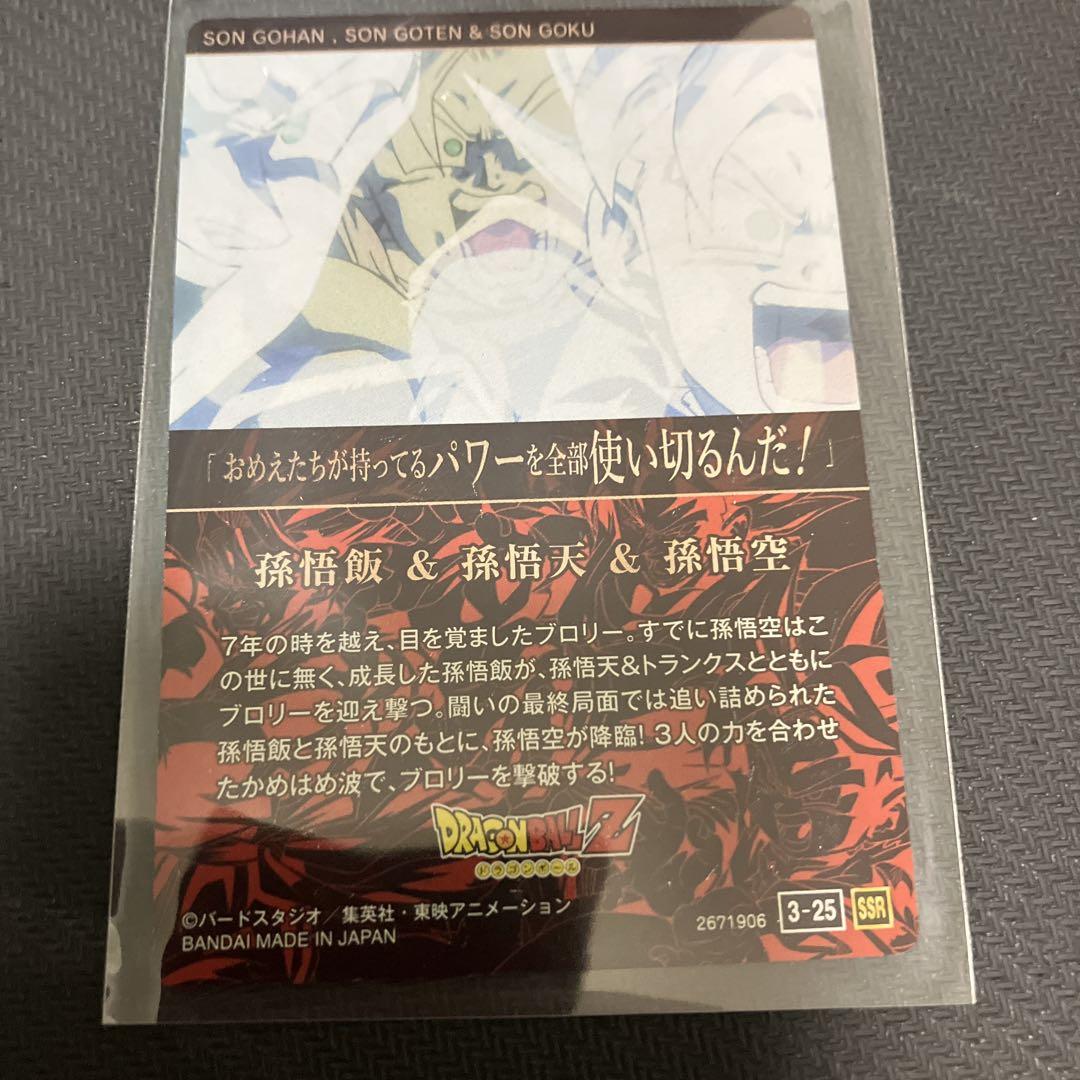 SON GOHAN , SON GOTEN & SON GOKU
「おめえたちが持ってるパワーを全部使い切るんだ！」
孫悟飯 & 孫悟天 & 孫悟空
7年の時を越え、目を覚ましたブロリー。すでに孫悟空はこ
の世に無く、成長した孫悟飯が、孫悟天&トランクスとともに
ブロリーを迎え撃つ。闘いの最終局面では追い詰められた
孫悟飯と孫悟天のもとに、孫悟空が降臨! 3人の力を合わせ
たかめはめ波で、ブロリーを撃破する!
DRAGON BALL Z
ドラゴンボール
©バードスタジオ／集英社・東映アニメーション
BANDAI MADE IN JAPAN
2671906 3-25 SSR